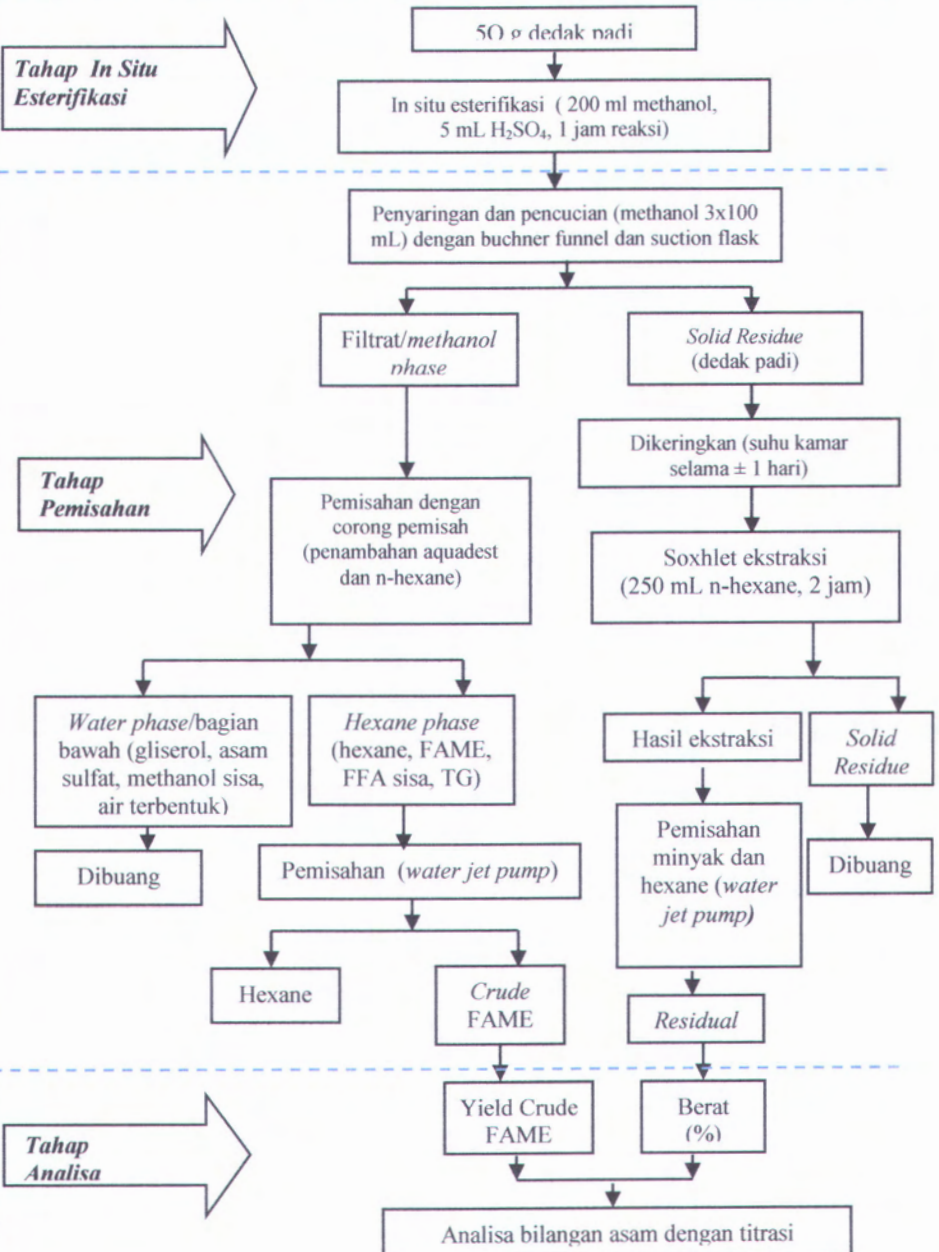 Tahap In Situ
Esterifikasi
5O g dedak padi
In situ esterifikasi ( 200 ml methanol,
5 mL H₂SO₄, 1 jam reaksi)
Penyaringan dan pencucian (methanol 3x100
mL) dengan buchner funnel dan suction flask
Filtrat/methanol
phase
Solid Residue
(dedak padi)
Dikeringkan (suhu kamar
selama ± 1 hari)
Tahap
Pemisahan
Pemisahan dengan
corong pemisah
(penambahan aquadest
dan n-hexane)
Soxhlet ekstraksi
(250 mL n-hexane, 2 jam)
Water phase/bagian
bawah (gliserol, asam
sulfat, methanol sisa,
air terbentuk)
Hexane phase
(hexane, FAME,
FFA sisa, TG)
Hasil ekstraksi
Solid
Residue
Dibuang
Pemisahan (water jet pump)
Pemisahan
minyak dan
hexane (water
jet pump)
Dibuang
Hexane
Crude
FAME
Residual
Tahap
Analisa
Yield Crude
FAME
Berat
(%)
Analisa bilangan asam dengan titrasi